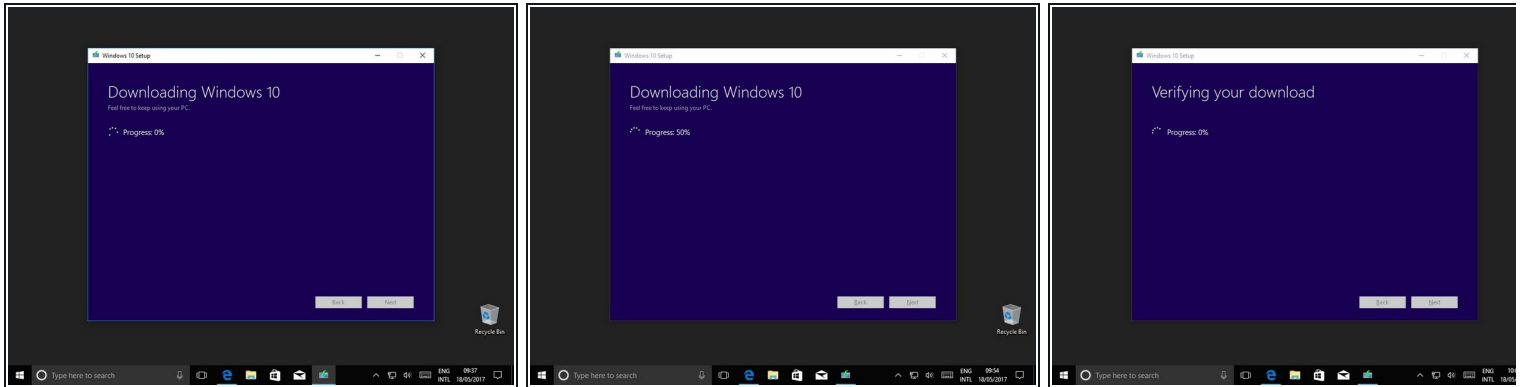 Windows 10 Setup
Downloading Windows 10
Feel free to keep using your PC.
Progress: 0%
Back Next
Recycle Bin
Type here to search
ENG 09:37
INTL 18/05/2017
Windows 10 Setup
Downloading Windows 10
Feel free to keep using your PC.
Progress: 50%
Back Next
Recycle Bin
Type here to search
ENG 09:54
INTL 18/05/2017
Windows 10 Setup
Verifying your download
Progress: 0%
Back Next
Type here to search
ENG
INTL